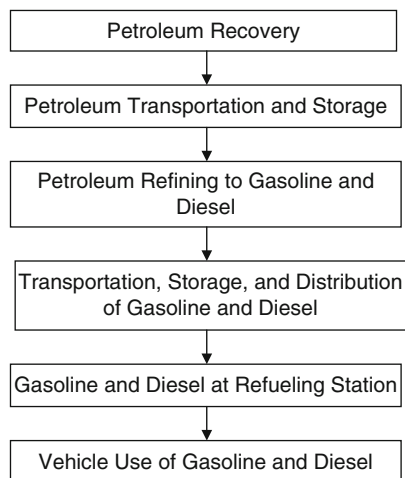 Petroleum Recovery
Petroleum Transportation and Storage
Petroleum Refining to Gasoline and
Diesel
Transportation, Storage, and Distribution
of Gasoline and Diesel
Gasoline and Diesel at Refueling Station
Vehicle Use of Gasoline and Diesel